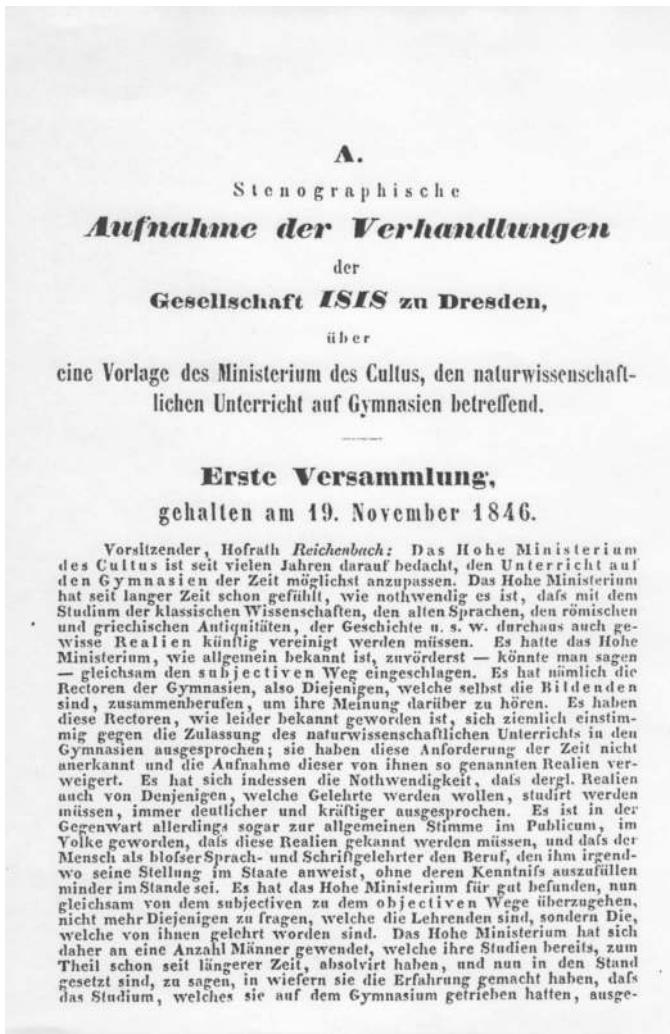 A.
Stenographische
Aufnahme der Verhandlungen
der
Gesellschaft ISIS zu Dresden,
über
eine Vorlage des Ministerium des Cultus, den naturwissenschaft-
lichen Unterricht auf Gymnasien betreffend.
Erste Versammlung,
gehalten am 19. November 1846.
Vorsitzender, Hofrath Reichenbach: Das Hohe Ministerium
des Cultus ist seit vielen Jahren darauf bedacht, den Unterricht auf
den Gymnasien der Zeit möglichst anzupassen. Das Hohe Ministerium
hat seit langer Zeit schon gefühlt, wie nothwendig es ist, dafs mit dem
Studium der klassischen Wissenschaften, den alten Sprachen, den römischen
und griechischen Antiquitäten, der Geschichte u. s. w. durchaus auch ge-
wisse Realien künftig vereinigt werden müssen. Es hatte das Hohe
Ministerium, wie allgemein bekannt ist, zuvörderst — könnte man sagen
— gleichsam den subjectiven Weg eingeschlagen. Es hat nämlich die
Rectoren der Gymnasien, also Diejenigen, welche selbst die Bildenden
sind, zusammenberufen, um ihre Meinung darüber zu hören. Es haben
diese Rectoren, wie leider bekannt geworden ist, sich ziemlich einstim-
mig gegen die Zulassung des naturwissenschaftlichen Unterrichts in den
Gymnasien ausgesprochen; sie haben diese Anforderung der Zeit nicht
anerkannt und die Aufnahme dieser von ihnen so genannten Realien ver-
weigert. Es hat sich indessen die Nothwendigkeit, dafs dergl. Realien
auch von Denjenigen, welche Gelehrte werden wollen, studirt werden
müssen, immer deutlicher und kräftiger ausgesprochen. Es ist in der
Gegenwart allerdings sogar zur allgemeinen Stimme im Publicum, im
Volke geworden, dafs diese Realien gekannt werden müssen, und dafs der
Mensch als blofser Sprach- und Schriftgelehrter den Beruf, den ihm irgend-
wo seine Stellung im Staate anweist, ohne deren Kenntnifs auszufüllen
minder im Stande sei. Es hat das Hohe Ministerium für gut befunden, nun
gleichsam von dem subjectiven zu dem objectiven Wege überzugehen,
nicht mehr Diejenigen zu fragen, welche die Lehrenden sind, sondern Die,
welche von ihnen gelehrt worden sind. Das Hohe Ministerium hat sich
daher an eine Anzahl Männer gewendet, welche ihre Studien bereits, zum
Theil schon seit längerer Zeit, absolvirt haben, und nun in den Stand
gesetzt sind, zu sagen, in wiefern sie die Erfahrung gemacht haben, dafs
das Studium, welches sie auf dem Gymnasium getrieben hatten, ausge-